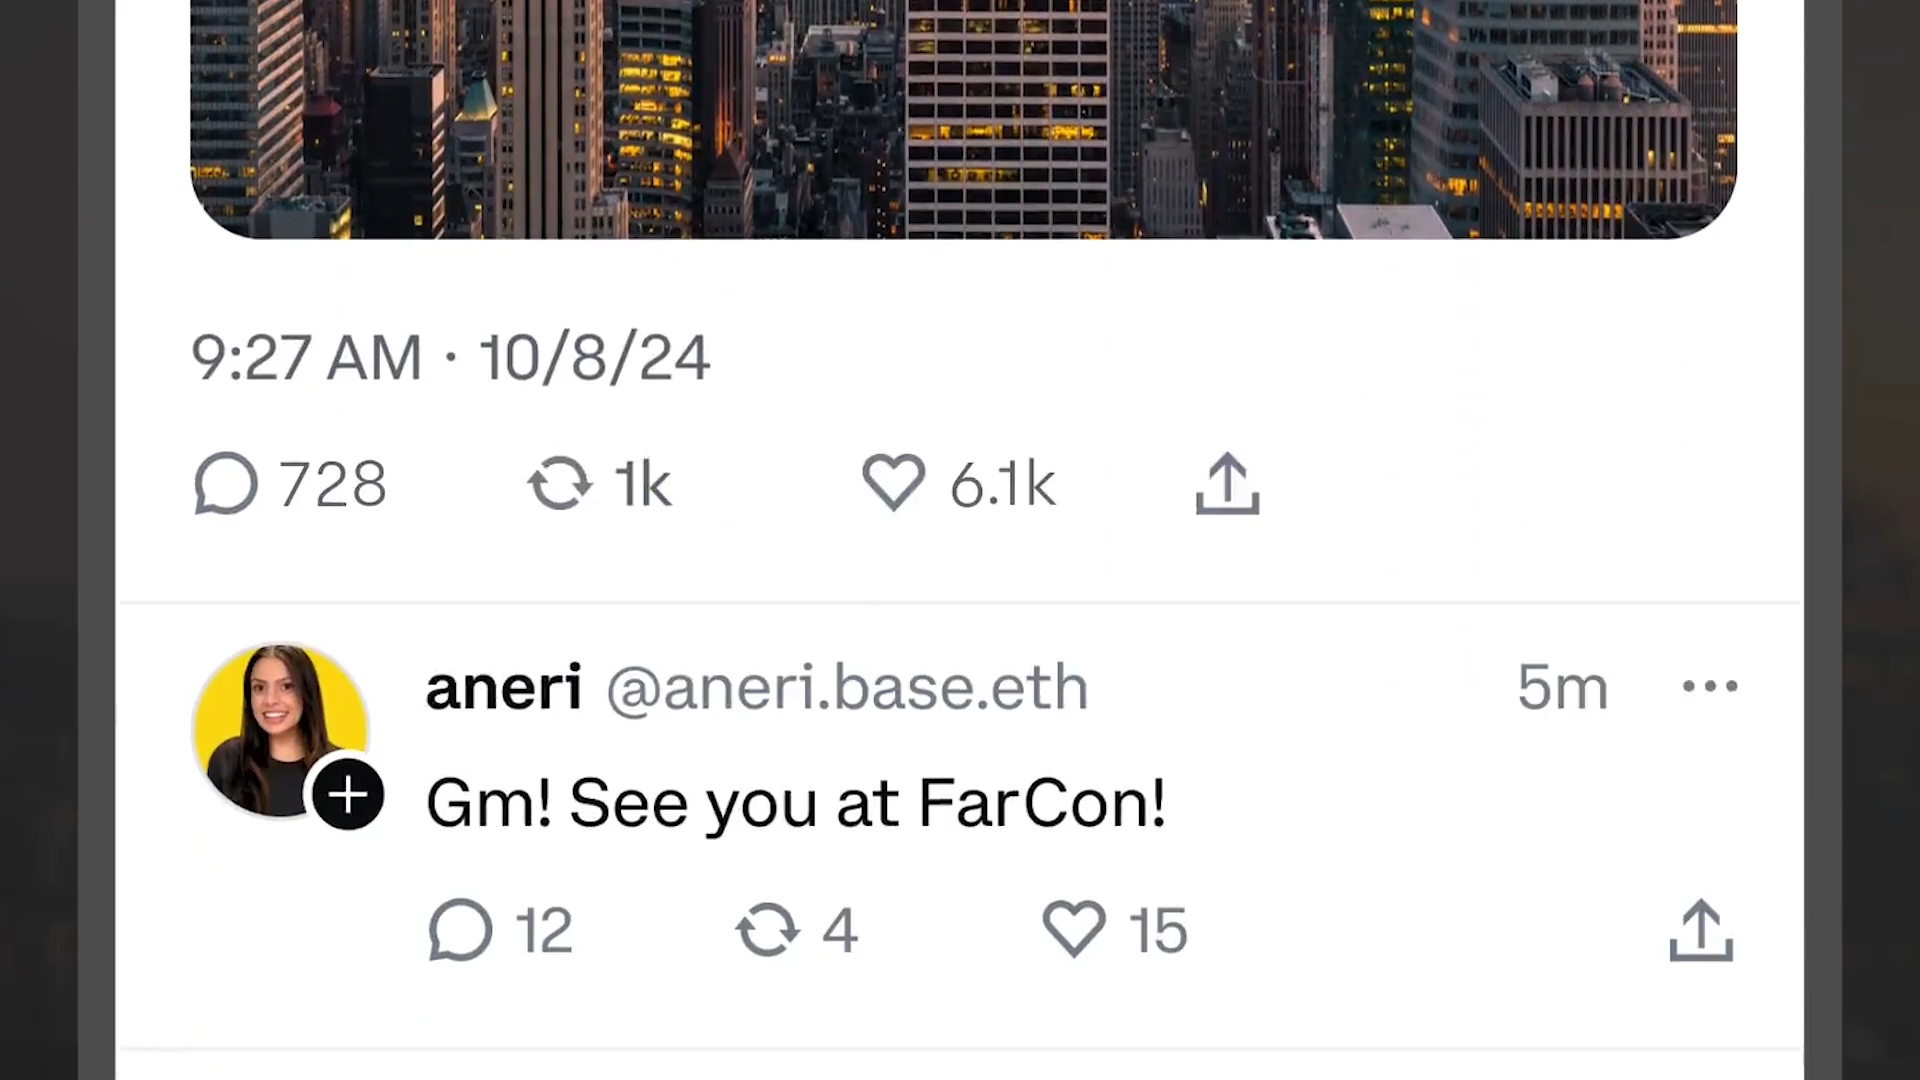 9:27 AM · 10/8/24
728 1k 6.1k
aneri @aneri.base.eth 5m
Gm! See you at FarCon!
12 4 15